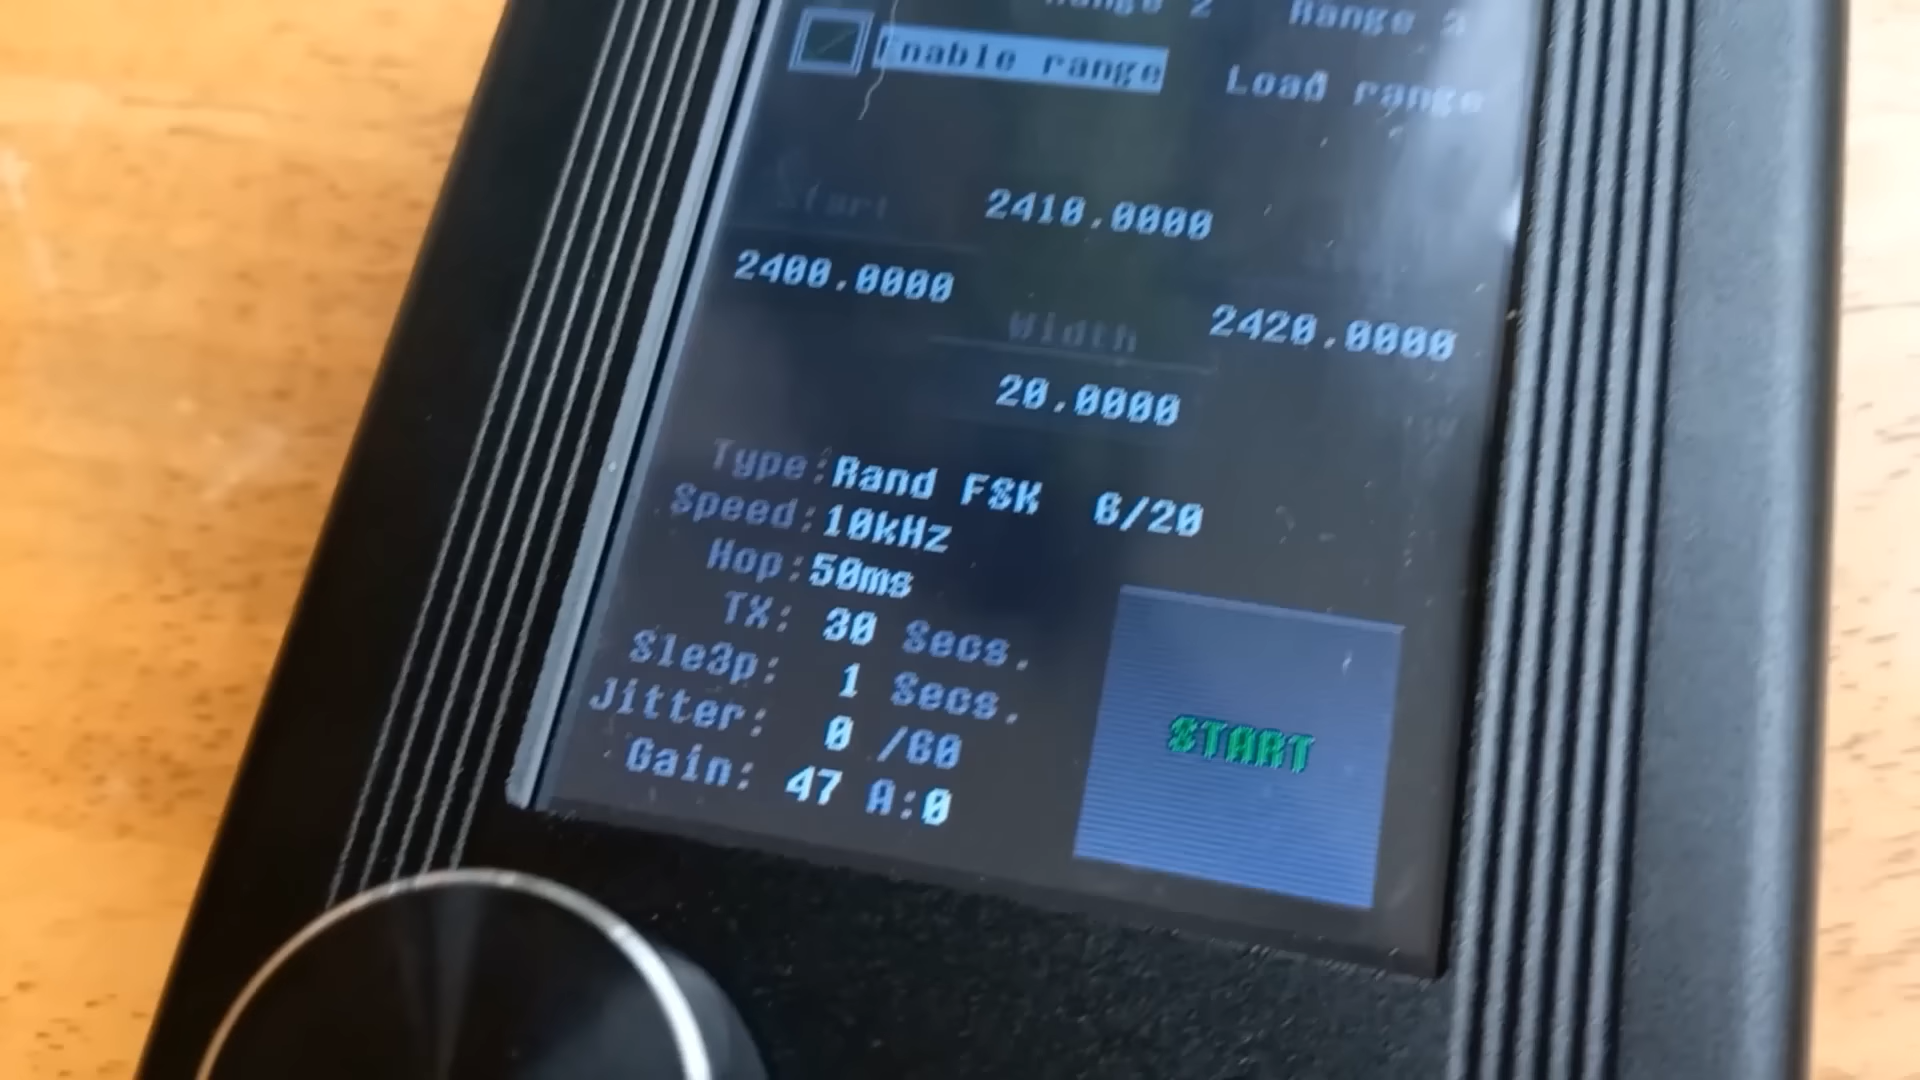 Range 2 Range 3
Enable range Load range
Start 2410.0000
2400.0000
Width 2420.0000
20.0000
Type:Rand FSK 6/20
Speed:10kHz
Hop:50ms
TX: 30 Secs.
Sle3p: 1 Secs.
Jitter: 0 /60
Gain: 47 A:0
START